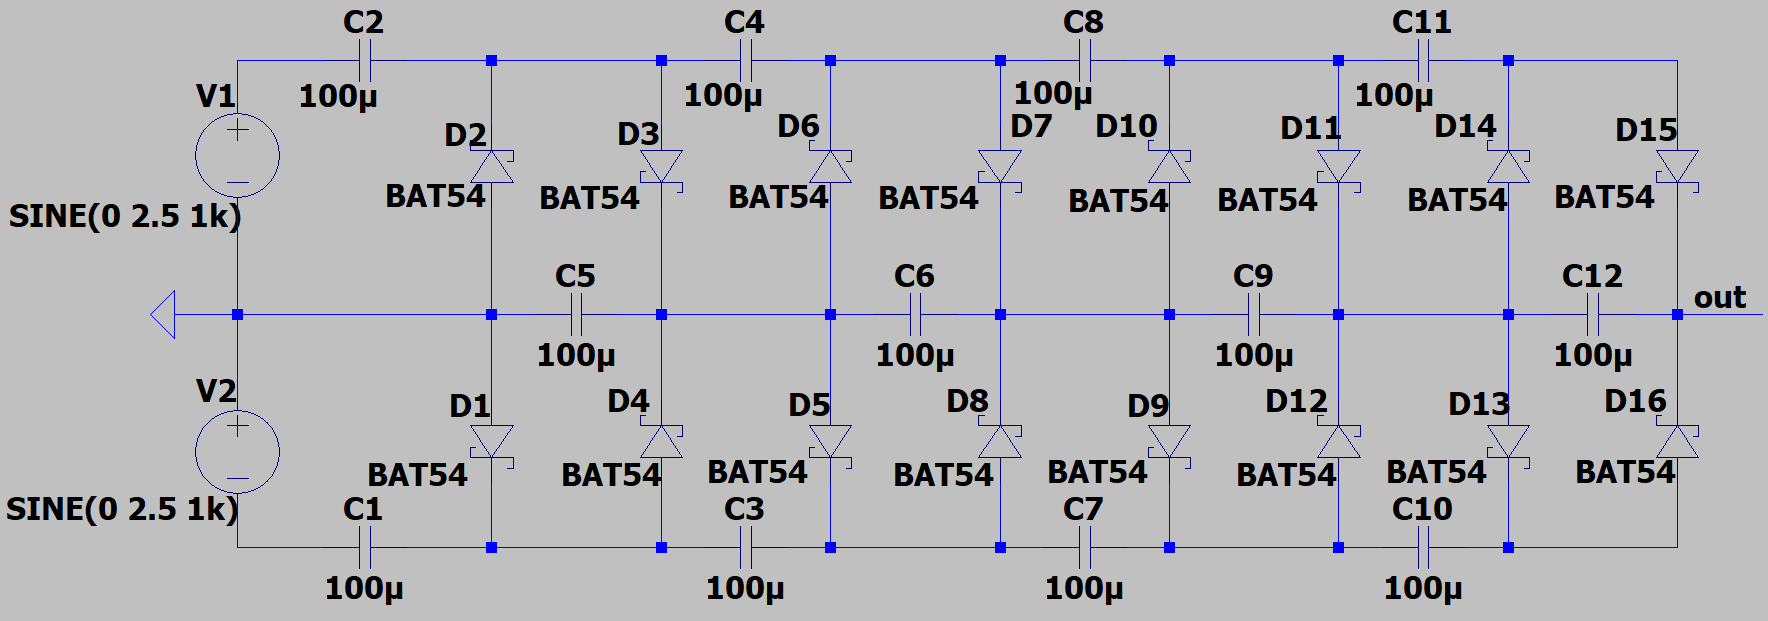 C2 C4 C8 C11
V1 100µ 100µ 100µ 100µ
D2 D3 D6 D7 D10 D11 D14 D15
BAT54 BAT54 BAT54 BAT54 BAT54 BAT54 BAT54 BAT54
SINE(0 2.5 1k)
C5 C6 C9 C12
out
100µ 100µ 100µ 100µ
V2 D1 D4 D5 D8 D9 D12 D13 D16
BAT54 BAT54 BAT54 BAT54 BAT54 BAT54 BAT54 BAT54
SINE(0 2.5 1k) C1 C3 C7 C10
100µ 100µ 100µ 100µ